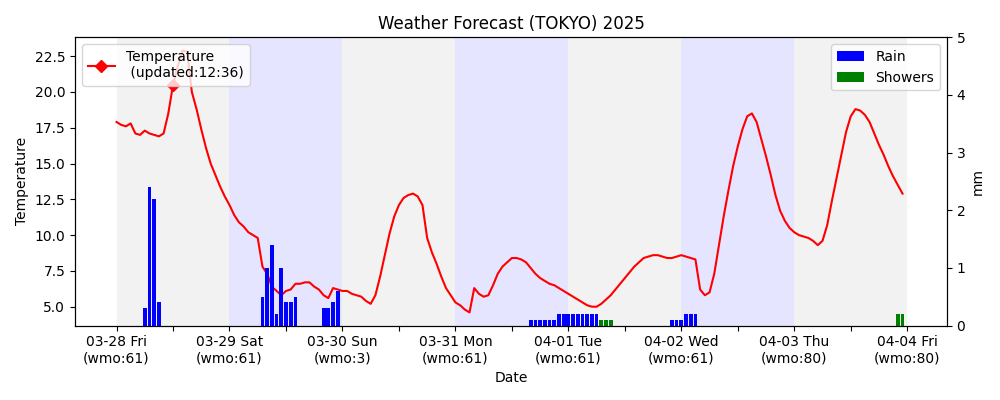 Weather Forecast (TOKYO) 2025
Temperature
(updated:12:36)
Rain
Showers
Temperature
22.5
20.0
17.5
15.0
12.5
10.0
7.5
5.0
5
4
3
2
1
0
mm
03-28 Fri
(wmo:61)
03-29 Sat
(wmo:61)
03-30 Sun
(wmo:3)
03-31 Mon
(wmo:61)
04-01 Tue
(wmo:61)
04-02 Wed
(wmo:61)
04-03 Thu
(wmo:80)
04-04 Fri
(wmo:80)
Date